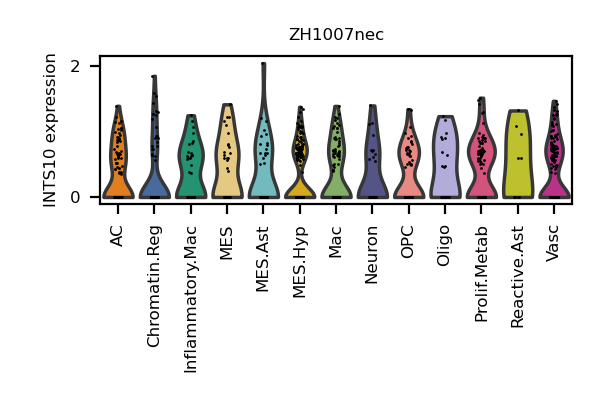 ZH1007nec
INTS10 expression
2
0
AC
Chromatin.Reg
Inflammatory.Mac
MES
MES.Ast
MES.Hyp
Mac
Neuron
OPC
Oligo
Prolif.Metab
Reactive.Ast
Vasc